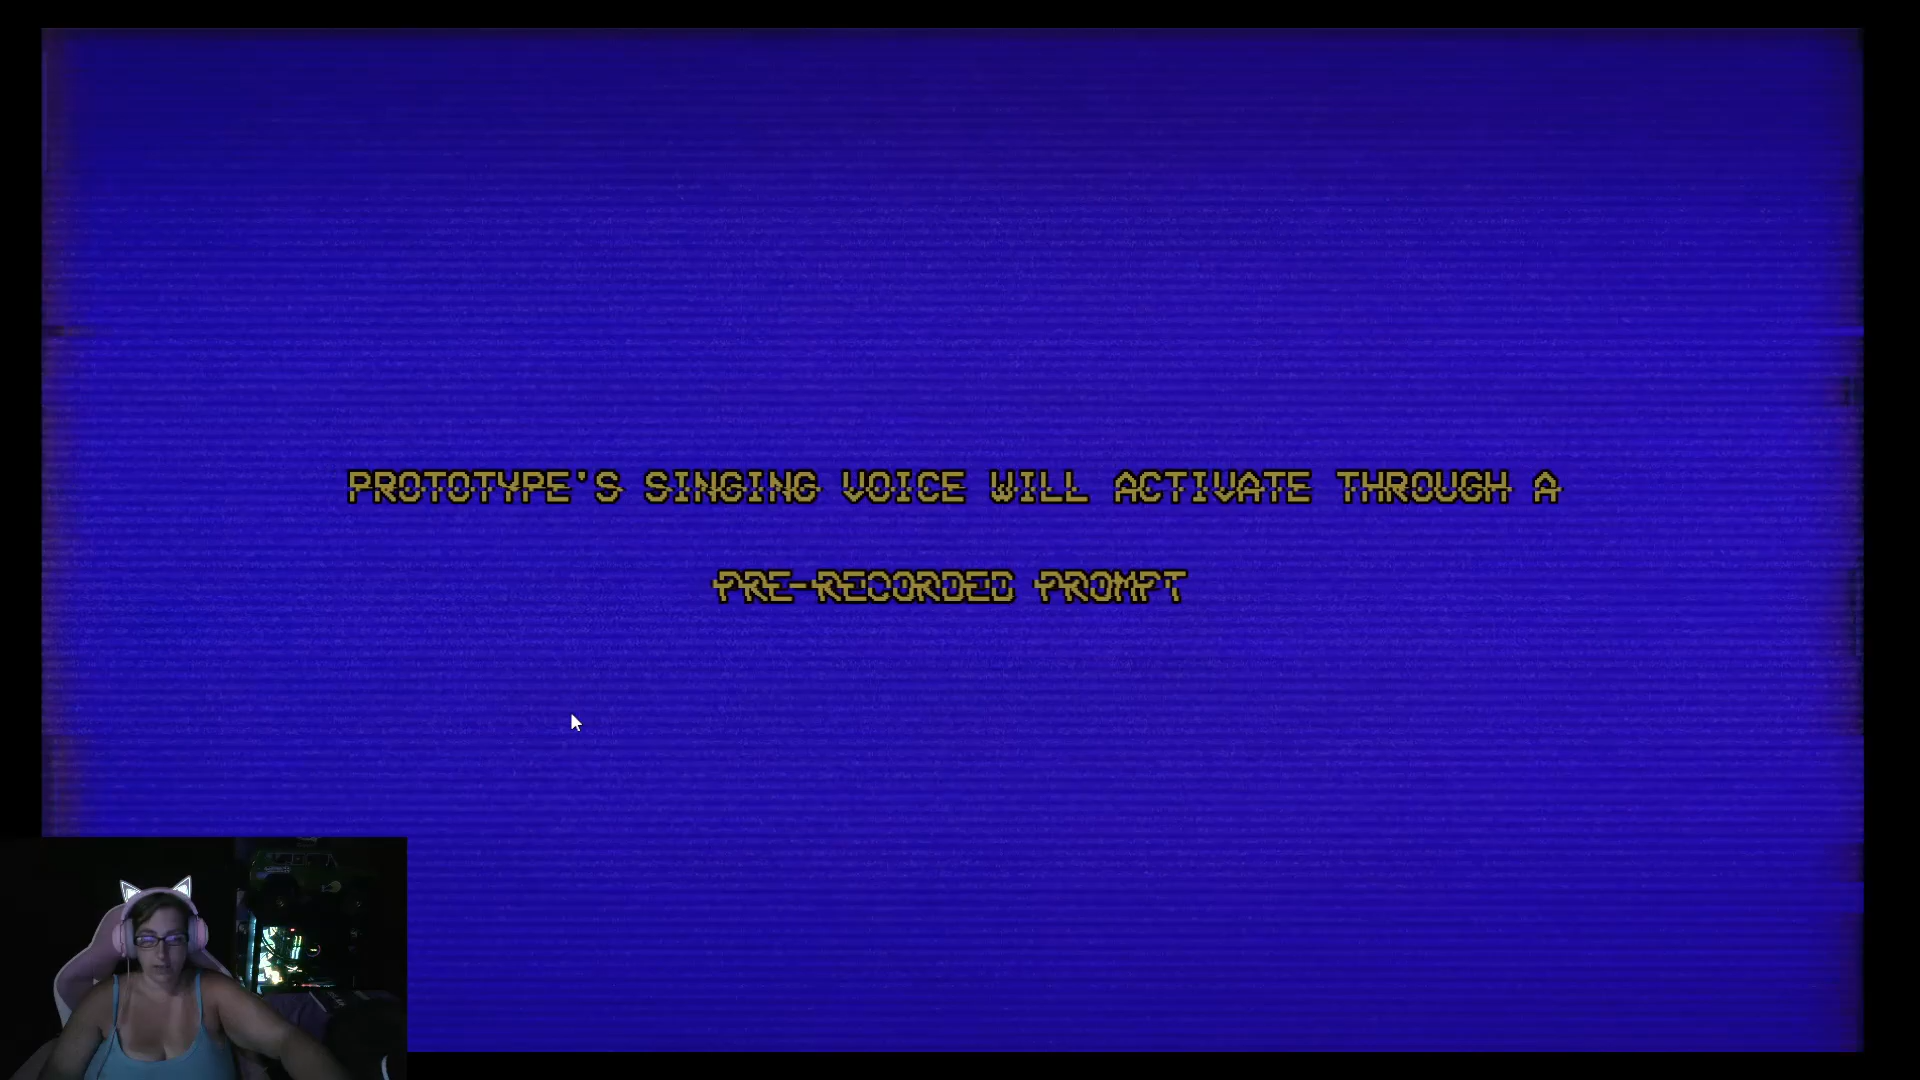 PROTOTYPE'S SINGING VOICE WILL ACTIVATE THROUGH A
PRE-RECORDED PROMPT